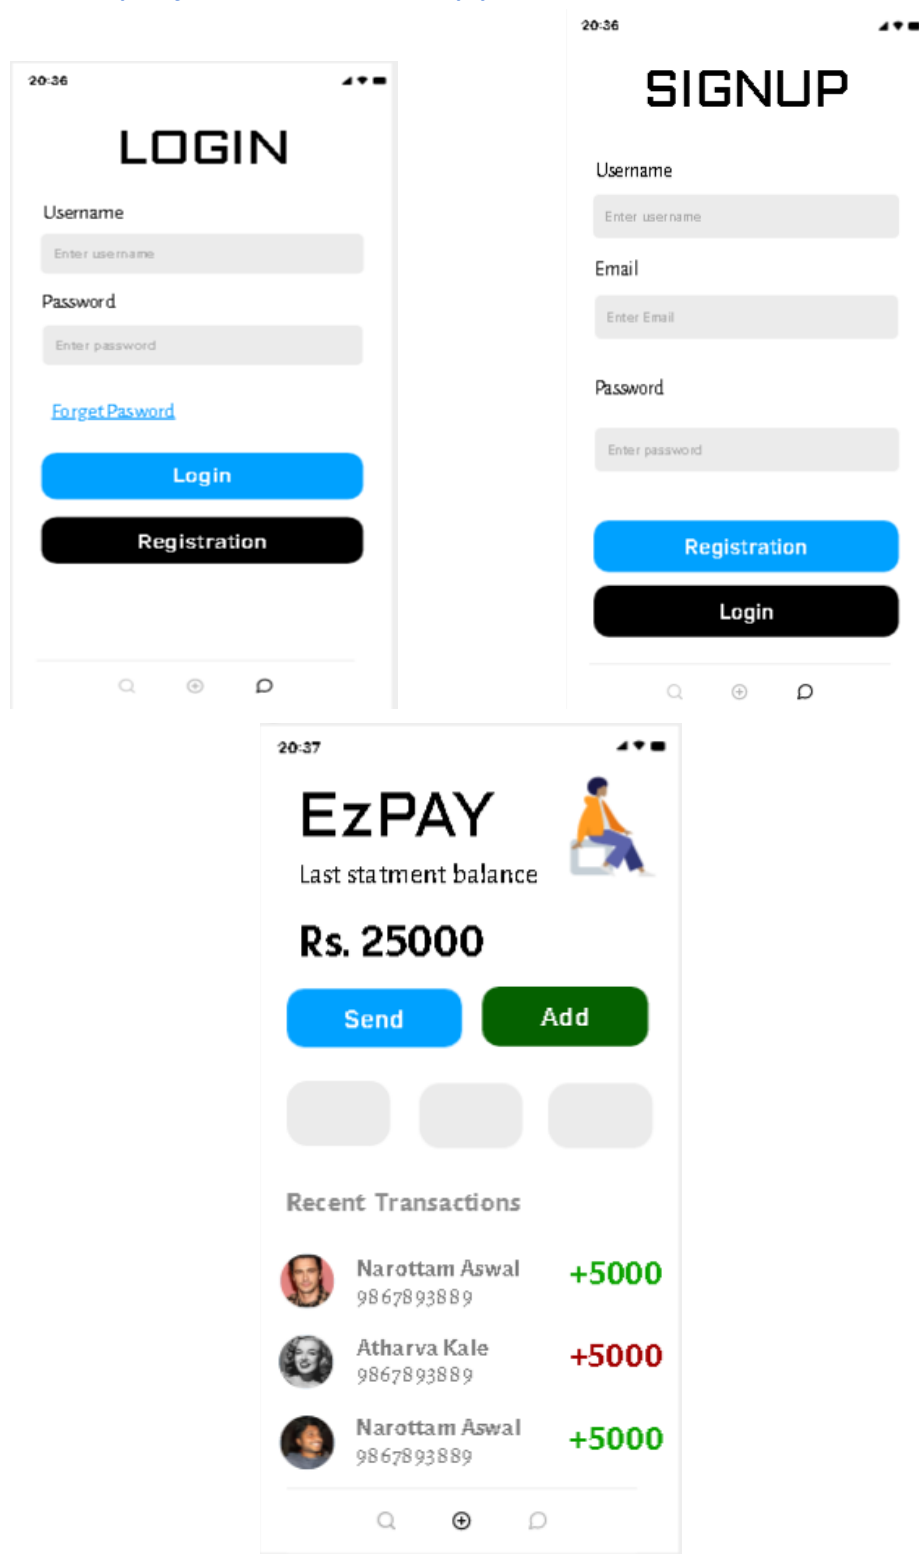 20:36
LOGIN
Username
Enter username
Password
Enter password
Forget Pasword
Login
Registration
20:36
SIGNUP
Username
Enter username
Email
Enter Email
Password
Enter password
Registration
Login
20:37
EzPAY
Last statment balance
Rs. 25000
Send Add
Recent Transactions
Narottam Aswal +5000
9867893889
Atharva Kale +5000
9867893889
Narottam Aswal +5000
9867893889